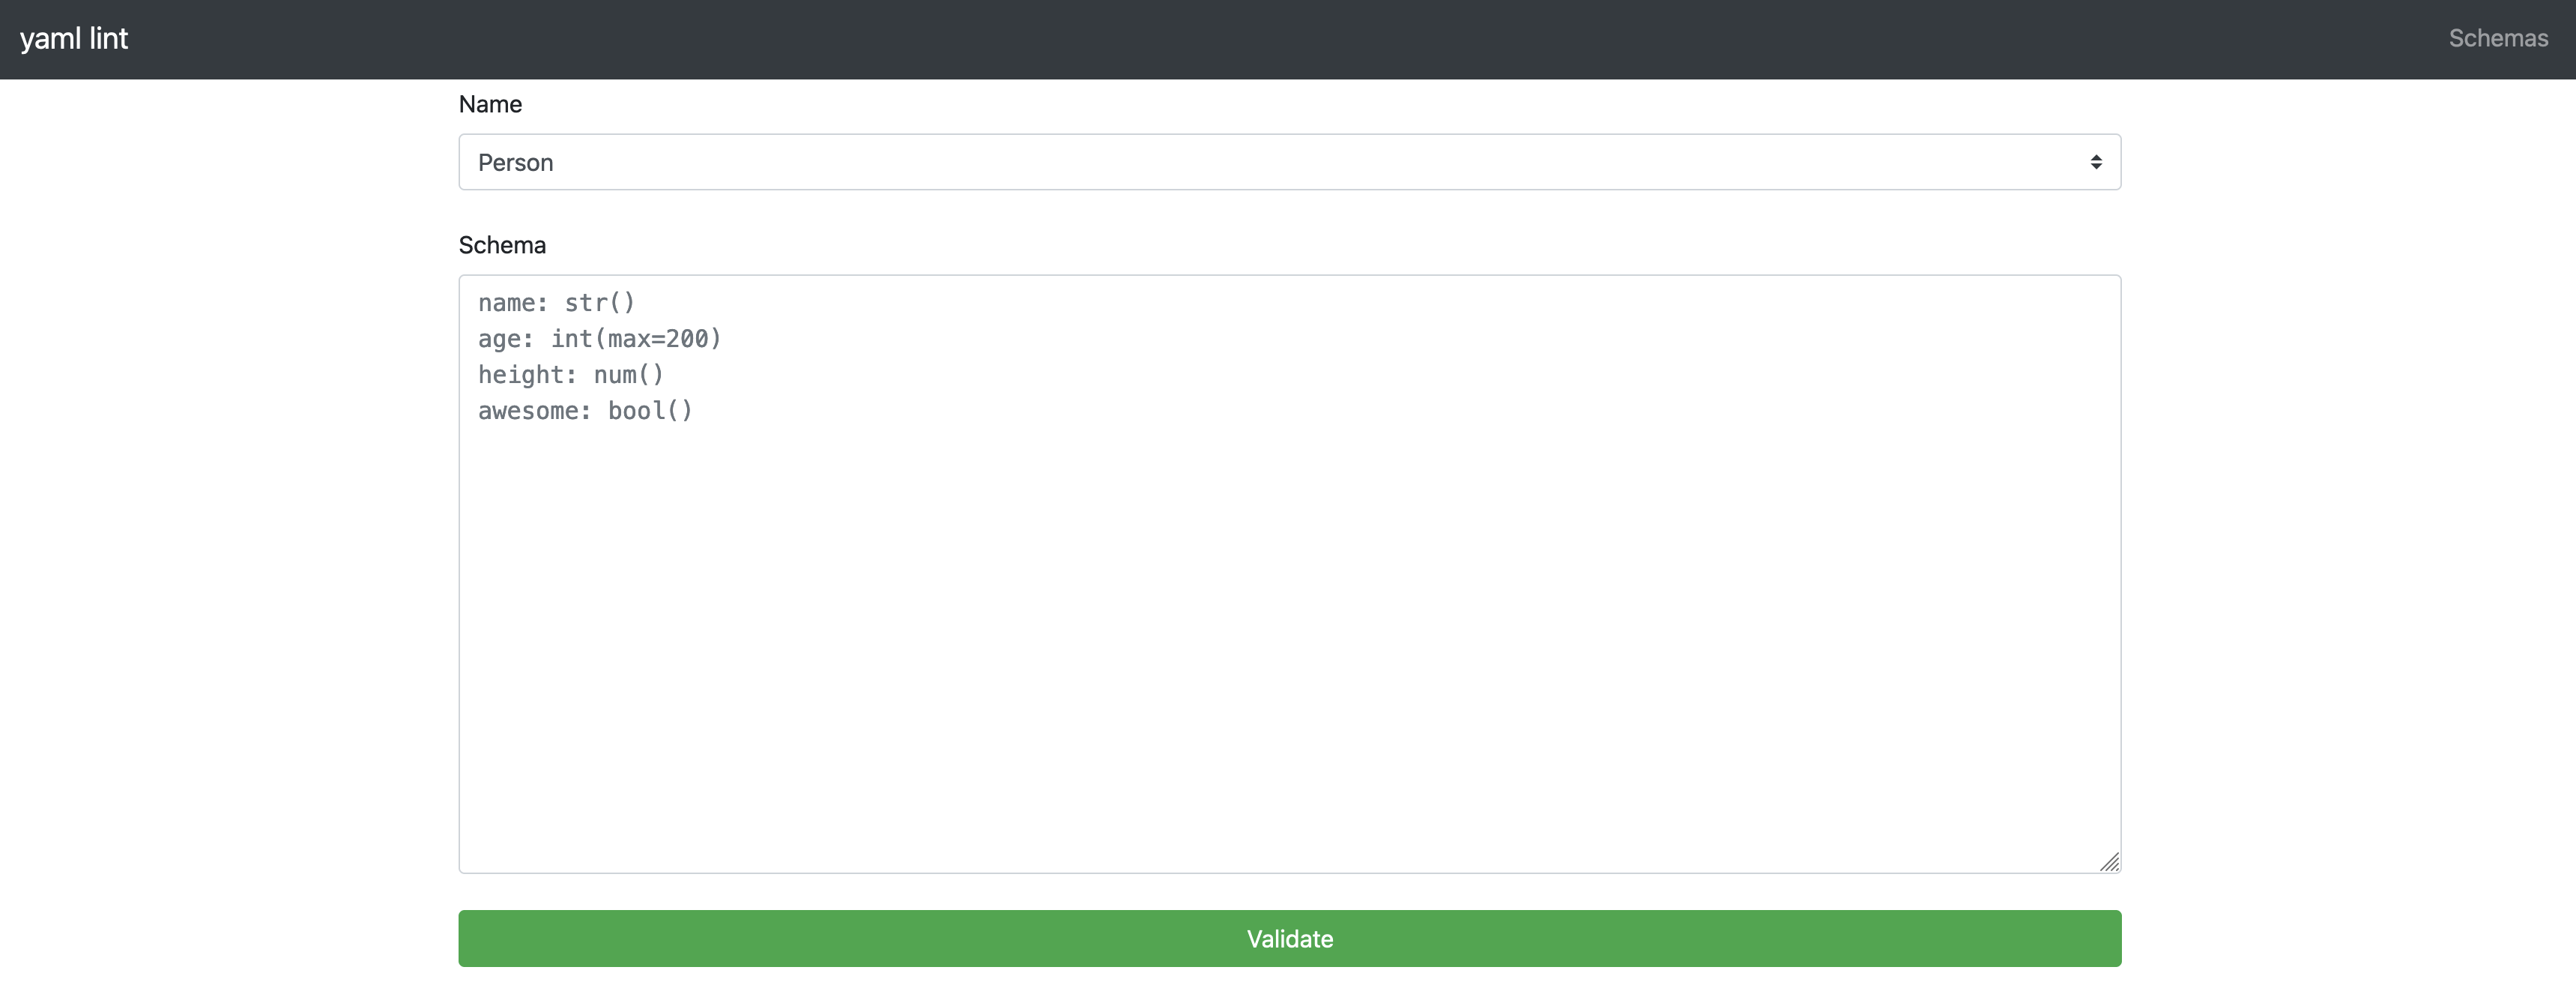 yaml lint
Schemas
Name
Person
Schema
name: str()
age: int(max=200)
height: num()
awesome: bool()
Validate